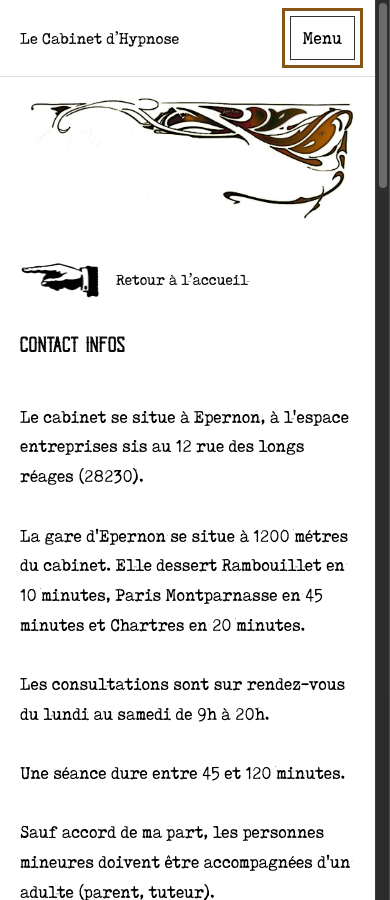 Le Cabinet d’Hypnose
Menu
Retour à l’accueil
CONTACT INFOS
Le cabinet se situe à Epernon, à l'espace
entreprises sis au 12 rue des longs
réages (28230).
La gare d'Epernon se situe à 1200 métres
du cabinet. Elle dessert Rambouillet en
10 minutes, Paris Montparnasse en 45
minutes et Chartres en 20 minutes.
Les consultations sont sur rendez-vous
du lundi au samedi de 9h à 20h.
Une séance dure entre 45 et 120 minutes.
Sauf accord de ma part, les personnes
mineures doivent être accompagnées d'un
adulte (parent, tuteur).